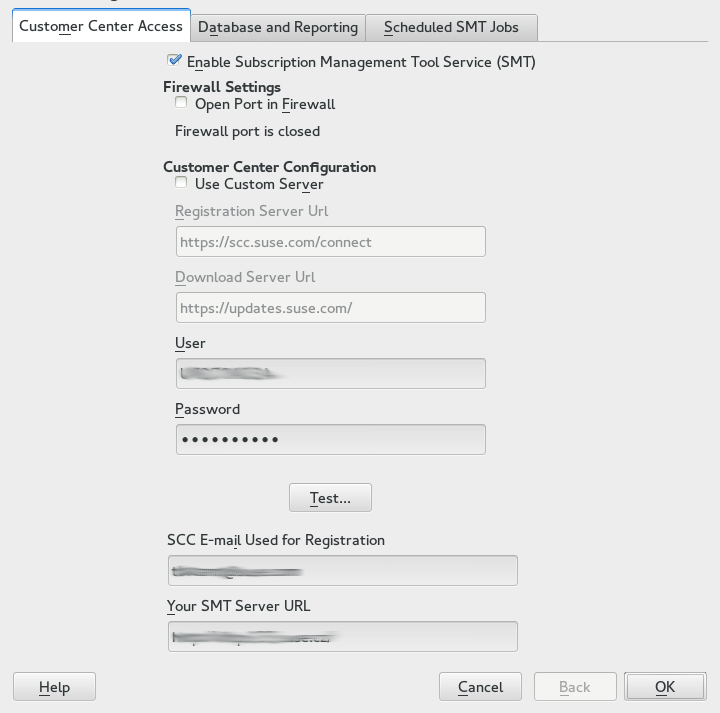 Customer Center Access
Database and Reporting
Scheduled SMT Jobs
Enable Subscription Management Tool Service (SMT)
Firewall Settings
Open Port in Firewall
Firewall port is closed
Customer Center Configuration
Use Custom Server
Registration Server Url
https://scc.suse.com/connect
Download Server Url
https://updates.suse.com/
User
Password
••••••••••
Test...
SCC E-mail Used for Registration
Your SMT Server URL
Help
Cancel
Back
OK